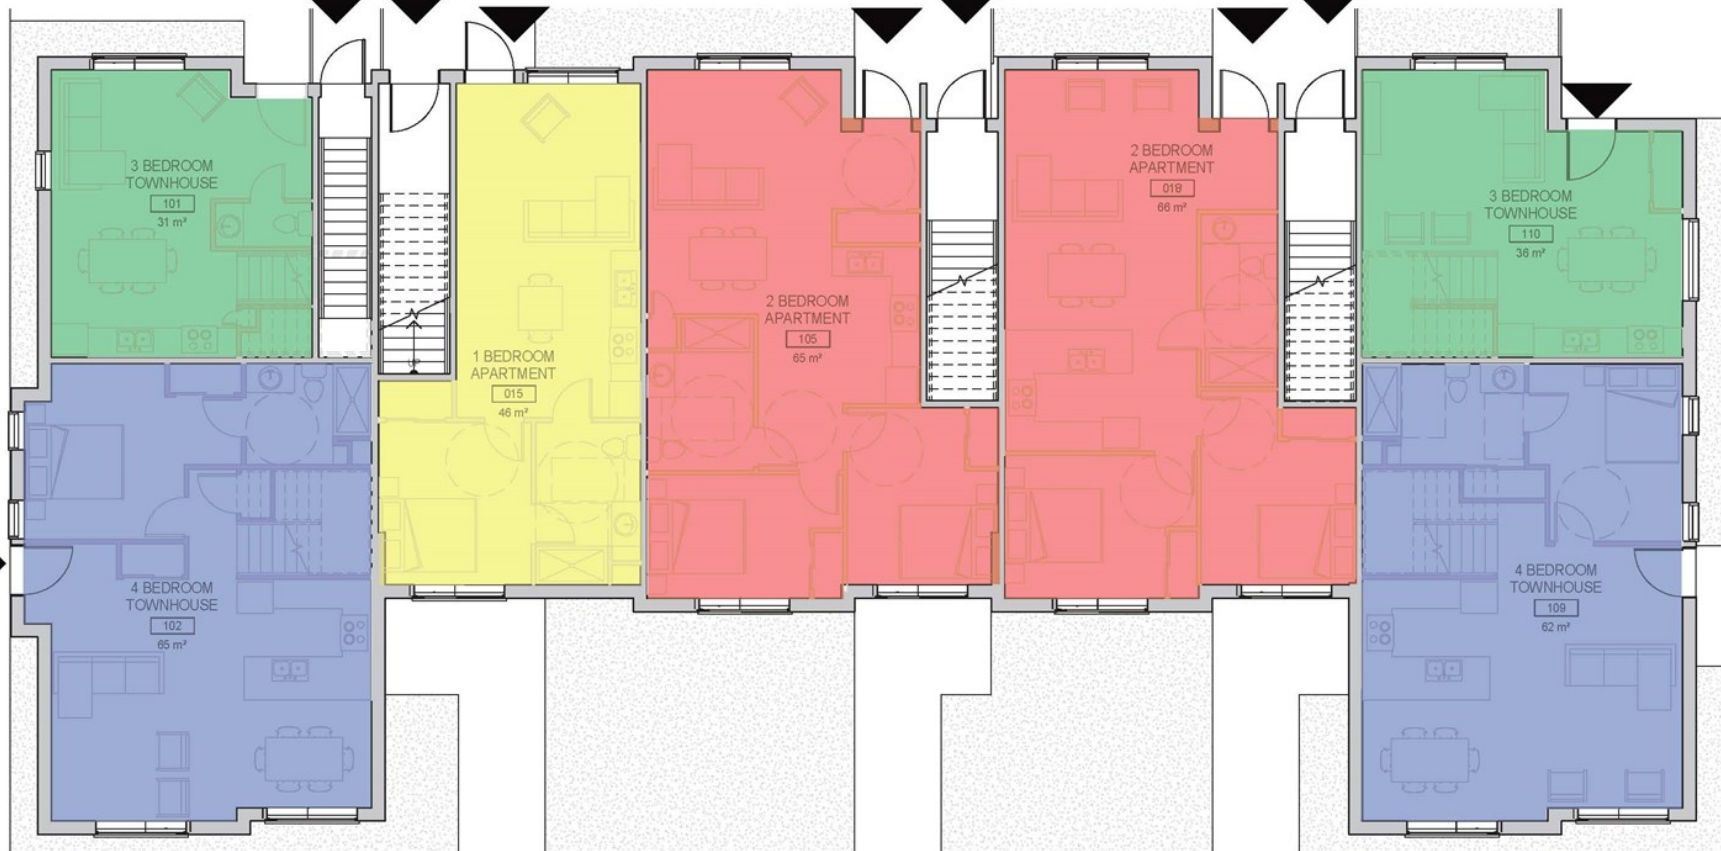 3 BEDROOM
TOWNHOUSE
101
31 m²
4 BEDROOM
TOWNHOUSE
102
65 m²
UP
1 BEDROOM
APARTMENT
015
46 m²
2 BEDROOM
APARTMENT
105
65 m²
2 BEDROOM
APARTMENT
018
66 m²
3 BEDROOM
TOWNHOUSE
110
36 m²
4 BEDROOM
TOWNHOUSE
109
62 m²